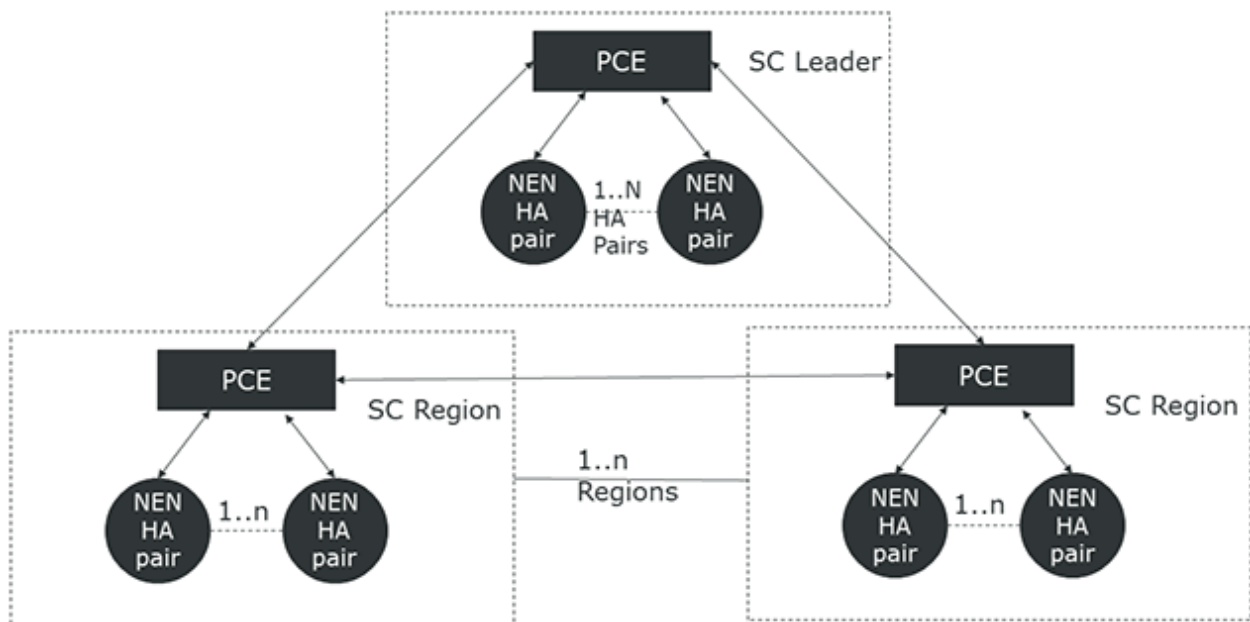 PCE
SC Leader
NEN
HA
pair
1..N
HA
Pairs
NEN
HA
pair
PCE
SC Region
NEN
HA
pair
1..n
NEN
HA
pair
1..n
Regions
PCE
SC Region
NEN
HA
pair
1..n
NEN
HA
pair